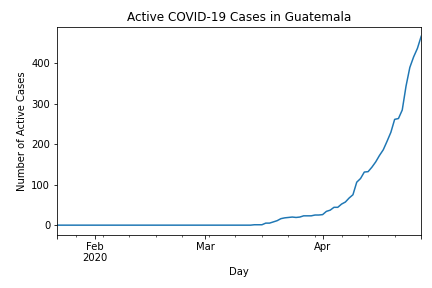 Active COVID-19 Cases in Guatemala
Number of Active Cases
400
300
200
100
0
Feb
2020
Mar
Apr
Day